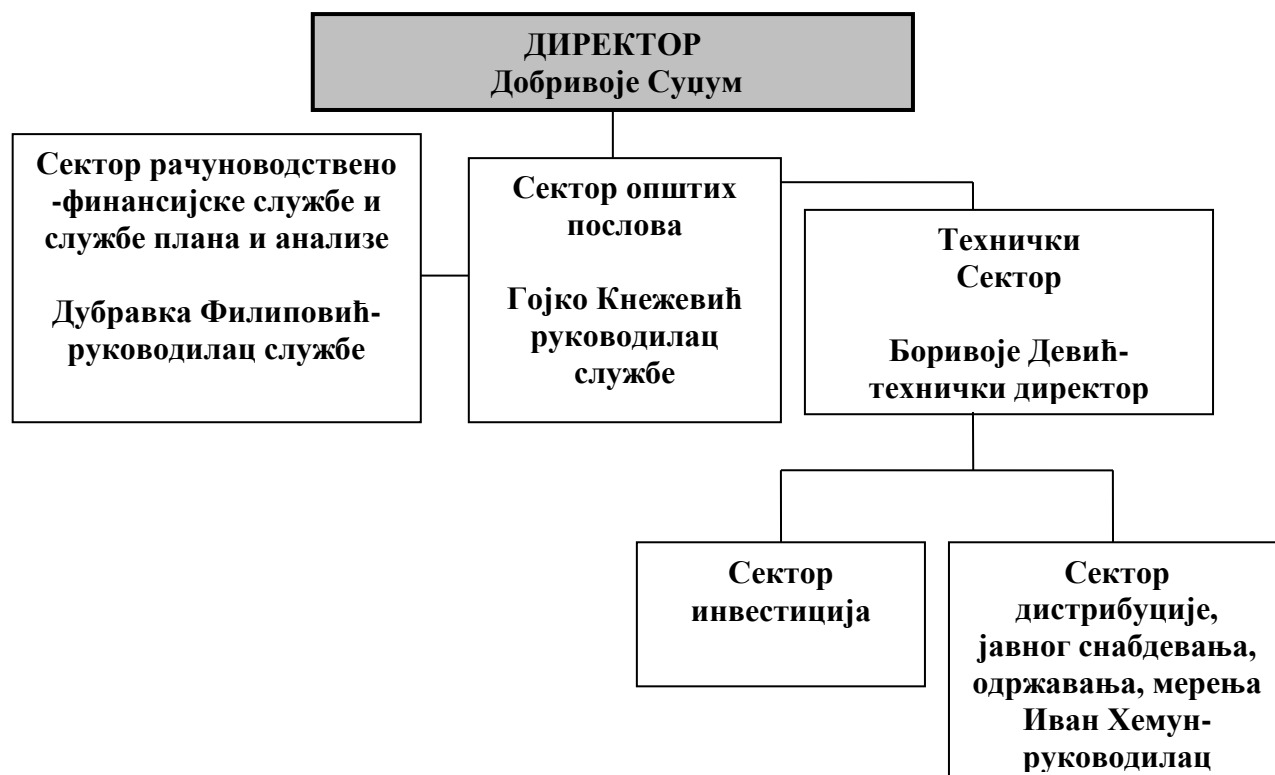 ДИРЕКТОР
Добривоје Суџум
Сектор рачуноводствено
-финансијске службе и
службе плана и анализе
Дубравка Филиповић-
руководилац службе
Сектор општих
послова
Гојко Кнежевић
руководилац
службе
Технички
Сектор
Боривоје Девић-
технички директор
Сектор
инвестиција
Сектор
дистрибуције,
јавног снабдевања,
одржавања, мерења
Иван Хемун-
руководилац